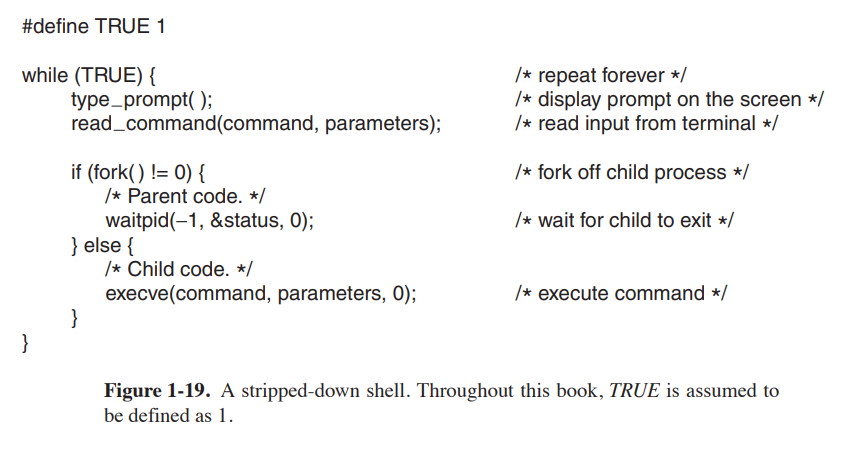 #define TRUE 1
while (TRUE) { /* repeat forever */
type_prompt( ); /* display prompt on the screen */
read_command(command, parameters); /* read input from terminal */
if (fork( ) != 0) { /* fork off child process */
/* Parent code. */
waitpid(−1, &status, 0); /* wait for child to exit */
} else {
/* Child code. */
execve(command, parameters, 0); /* execute command */
}
}
Figure 1-19. A stripped-down shell. Throughout this book, TRUE is assumed to
be defined as 1.